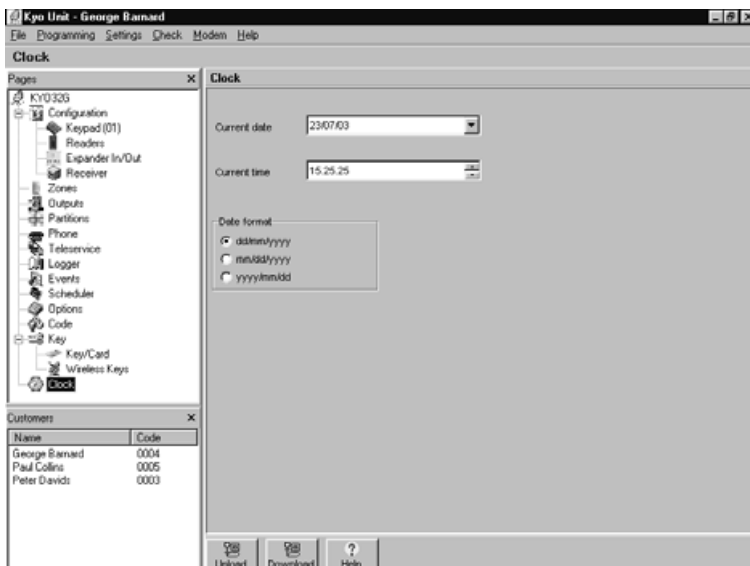 Kyo Unit - George Barnard
File Programming Settings Check Modem Help
Clock
Pages
KYO32G
Configuration
Keypad (01)
Readers
Expander In/Out
Receiver
Zones
Outputs
Partitions
Phone
Teleservice
Logger
Events
Scheduler
Options
Code
Key
Key/Card
Wireless Keys
Clock
Customers
Name Code
George Barnard 0004
Paul Collins 0005
Peter Davids 0003
Clock
Current date 23/07/03
Current time 15.25.25
Date format
dd/mm/yyyy
mm/dd/yyyy
yyyy/mm/dd
Upload Download Help